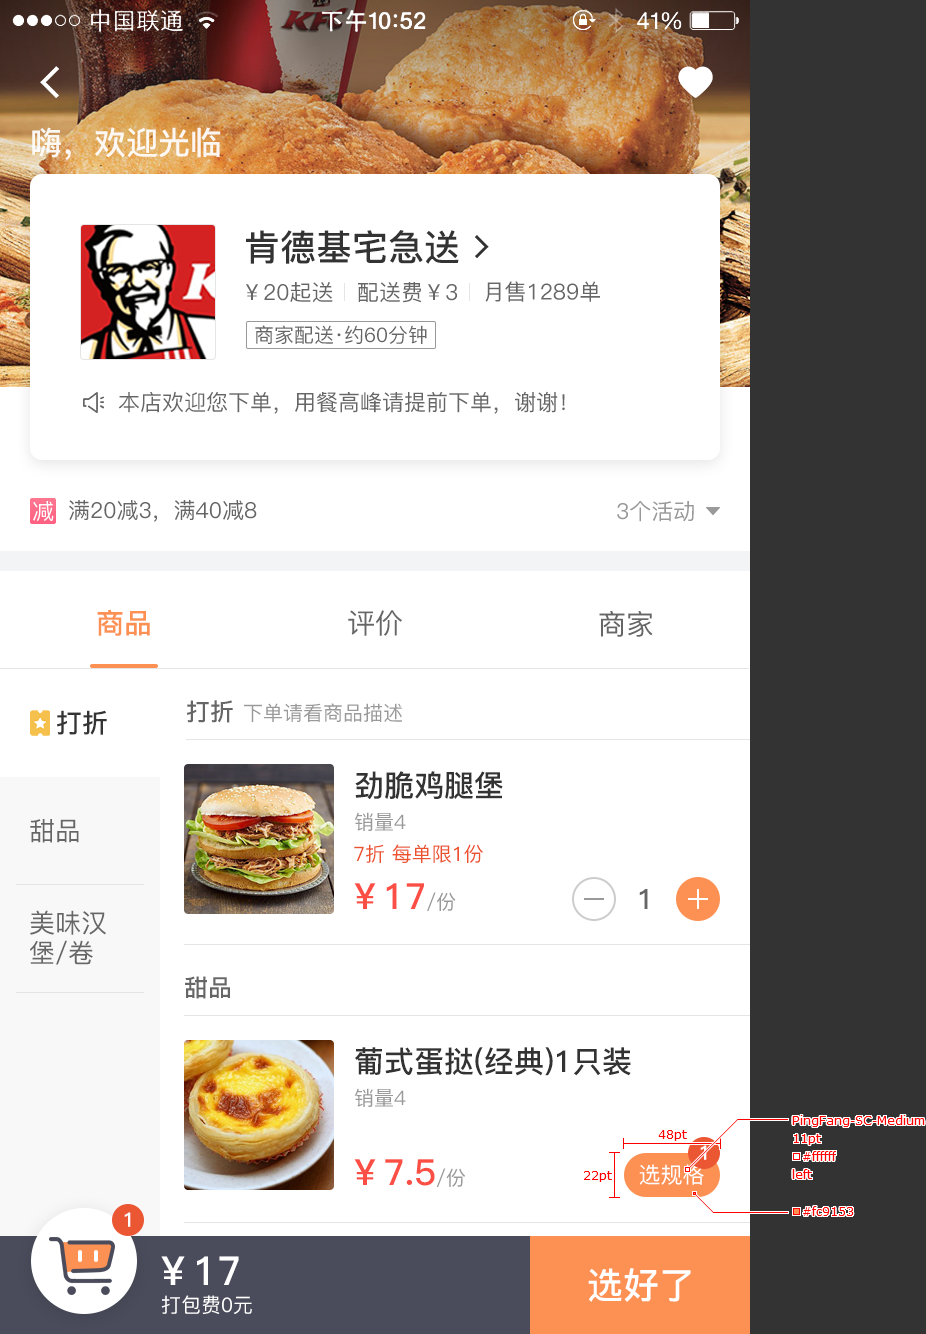 中国联通 下午10:52 41%
KFC
嗨，欢迎光临
K
肯德基宅急送
￥20起送 配送费￥3 月售1289单
商家配送·约60分钟
本店欢迎您下单，用餐高峰请提前下单，谢谢！
减 满20减3，满40减8 3个活动
商品 评价 商家
打折
甜品
美味汉
堡/卷
打折 下单请看商品描述
劲脆鸡腿堡
销量4
7折 每单限1份
￥17/份 1
甜品
葡式蛋挞(经典)1只装
销量4
￥7.5/份
选规格
1
48pt
22pt
PingFang-SC-Medium
11pt
#ffffff
left
#fc9153
1
￥17
打包费0元
选好了